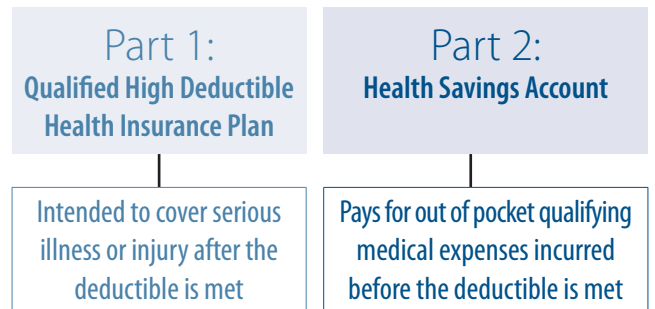 Part 1:
Qualified High Deductible
Health Insurance Plan
Intended to cover serious
illness or injury after the
deductible is met
Part 2:
Health Savings Account
Pays for out of pocket qualifying
medical expenses incurred
before the deductible is met